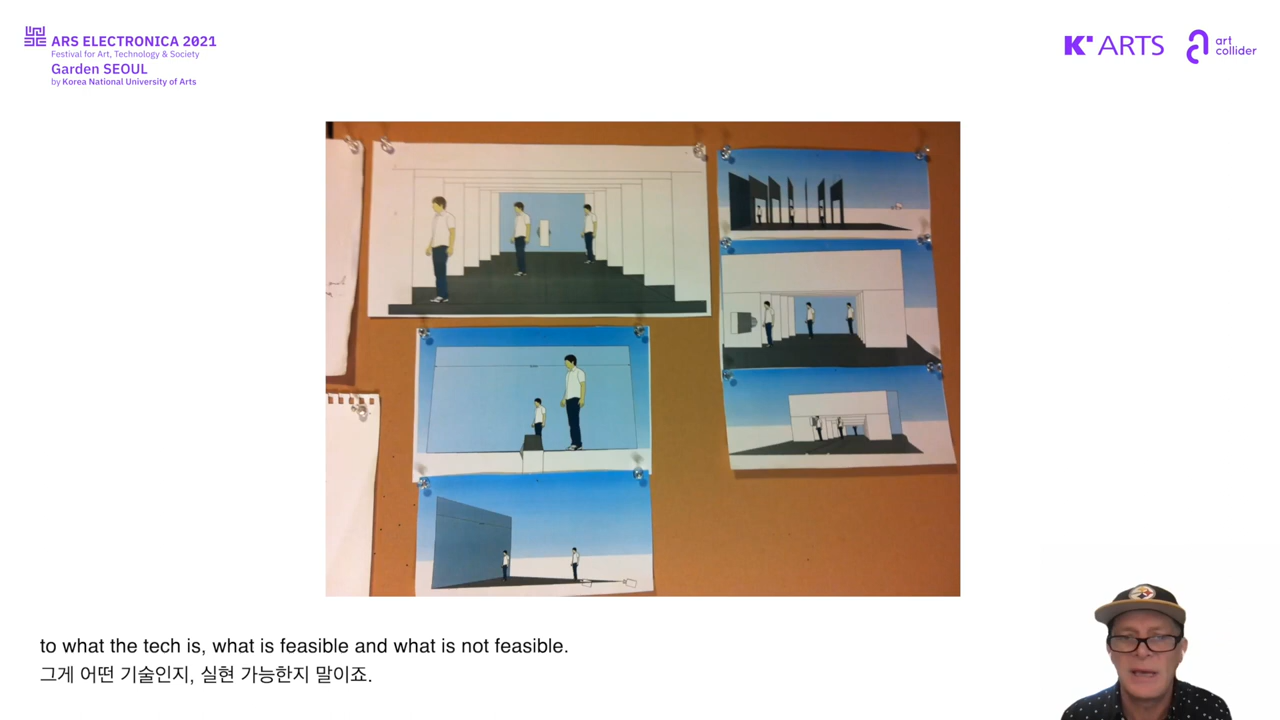 ARS ELECTRONICA 2021
Festival for Art, Technology & Society
Garden SEOUL
by Korea National University of Arts
K' ARTS
art
collider
to what the tech is, what is feasible and what is not feasible.
그게 어떤 기술인지, 실현 가능한지 말이죠.